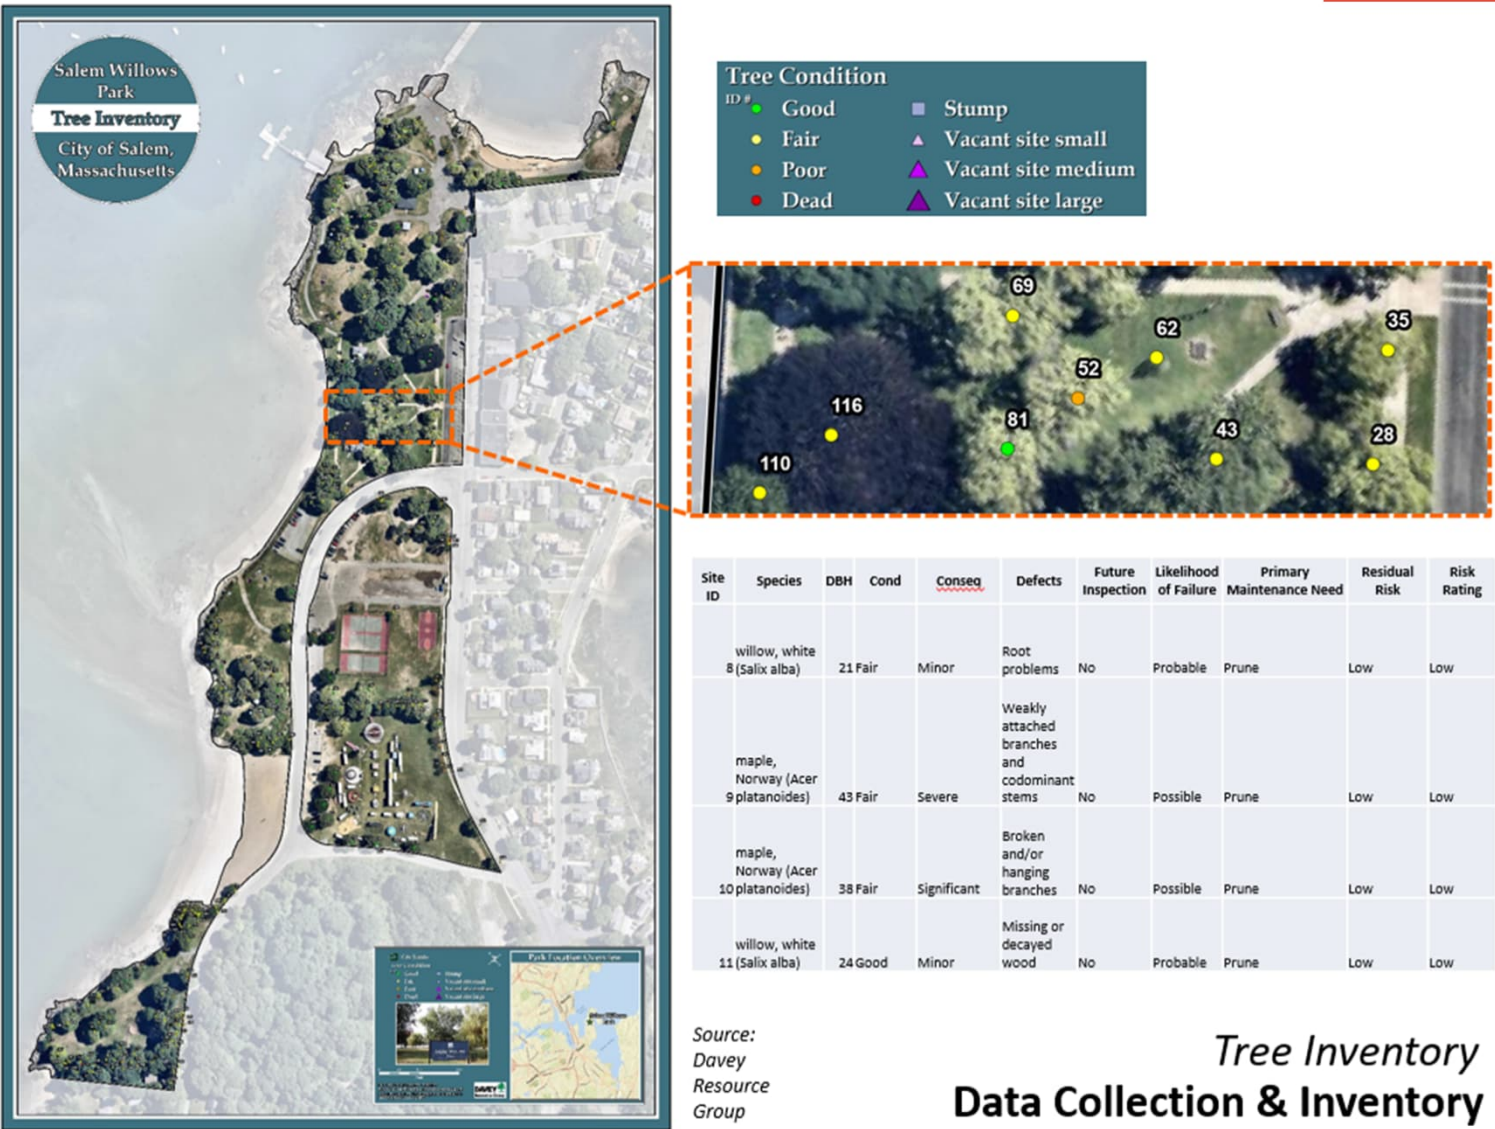 Salem Willows
Park
Tree Inventory
City of Salem,
Massachusetts
Tree Condition
ID #
Good
Fair
Poor
Dead
Stump
Vacant site small
Vacant site medium
Vacant site large
69
62
35
52
116
81
43
28
110
Site ID Species DBH Cond Conseq Defects Future Inspection Likelihood of Failure Primary Maintenance Need Residual Risk Risk Rating
8 willow, white (Salix alba) 21 Fair Minor Root problems No Probable Prune Low Low
9 maple, Norway (Acer platanoides) 43 Fair Severe Weakly attached branches and codominant stems No Possible Prune Low Low
10 maple, Norway (Acer platanoides) 38 Fair Significant Broken and/or hanging branches No Possible Prune Low Low
11 willow, white (Salix alba) 24 Good Minor Missing or decayed wood No Probable Prune Low Low
Park Location Overview
DAVEY
Source:
Davey
Resource
Group
Tree Inventory
Data Collection & Inventory